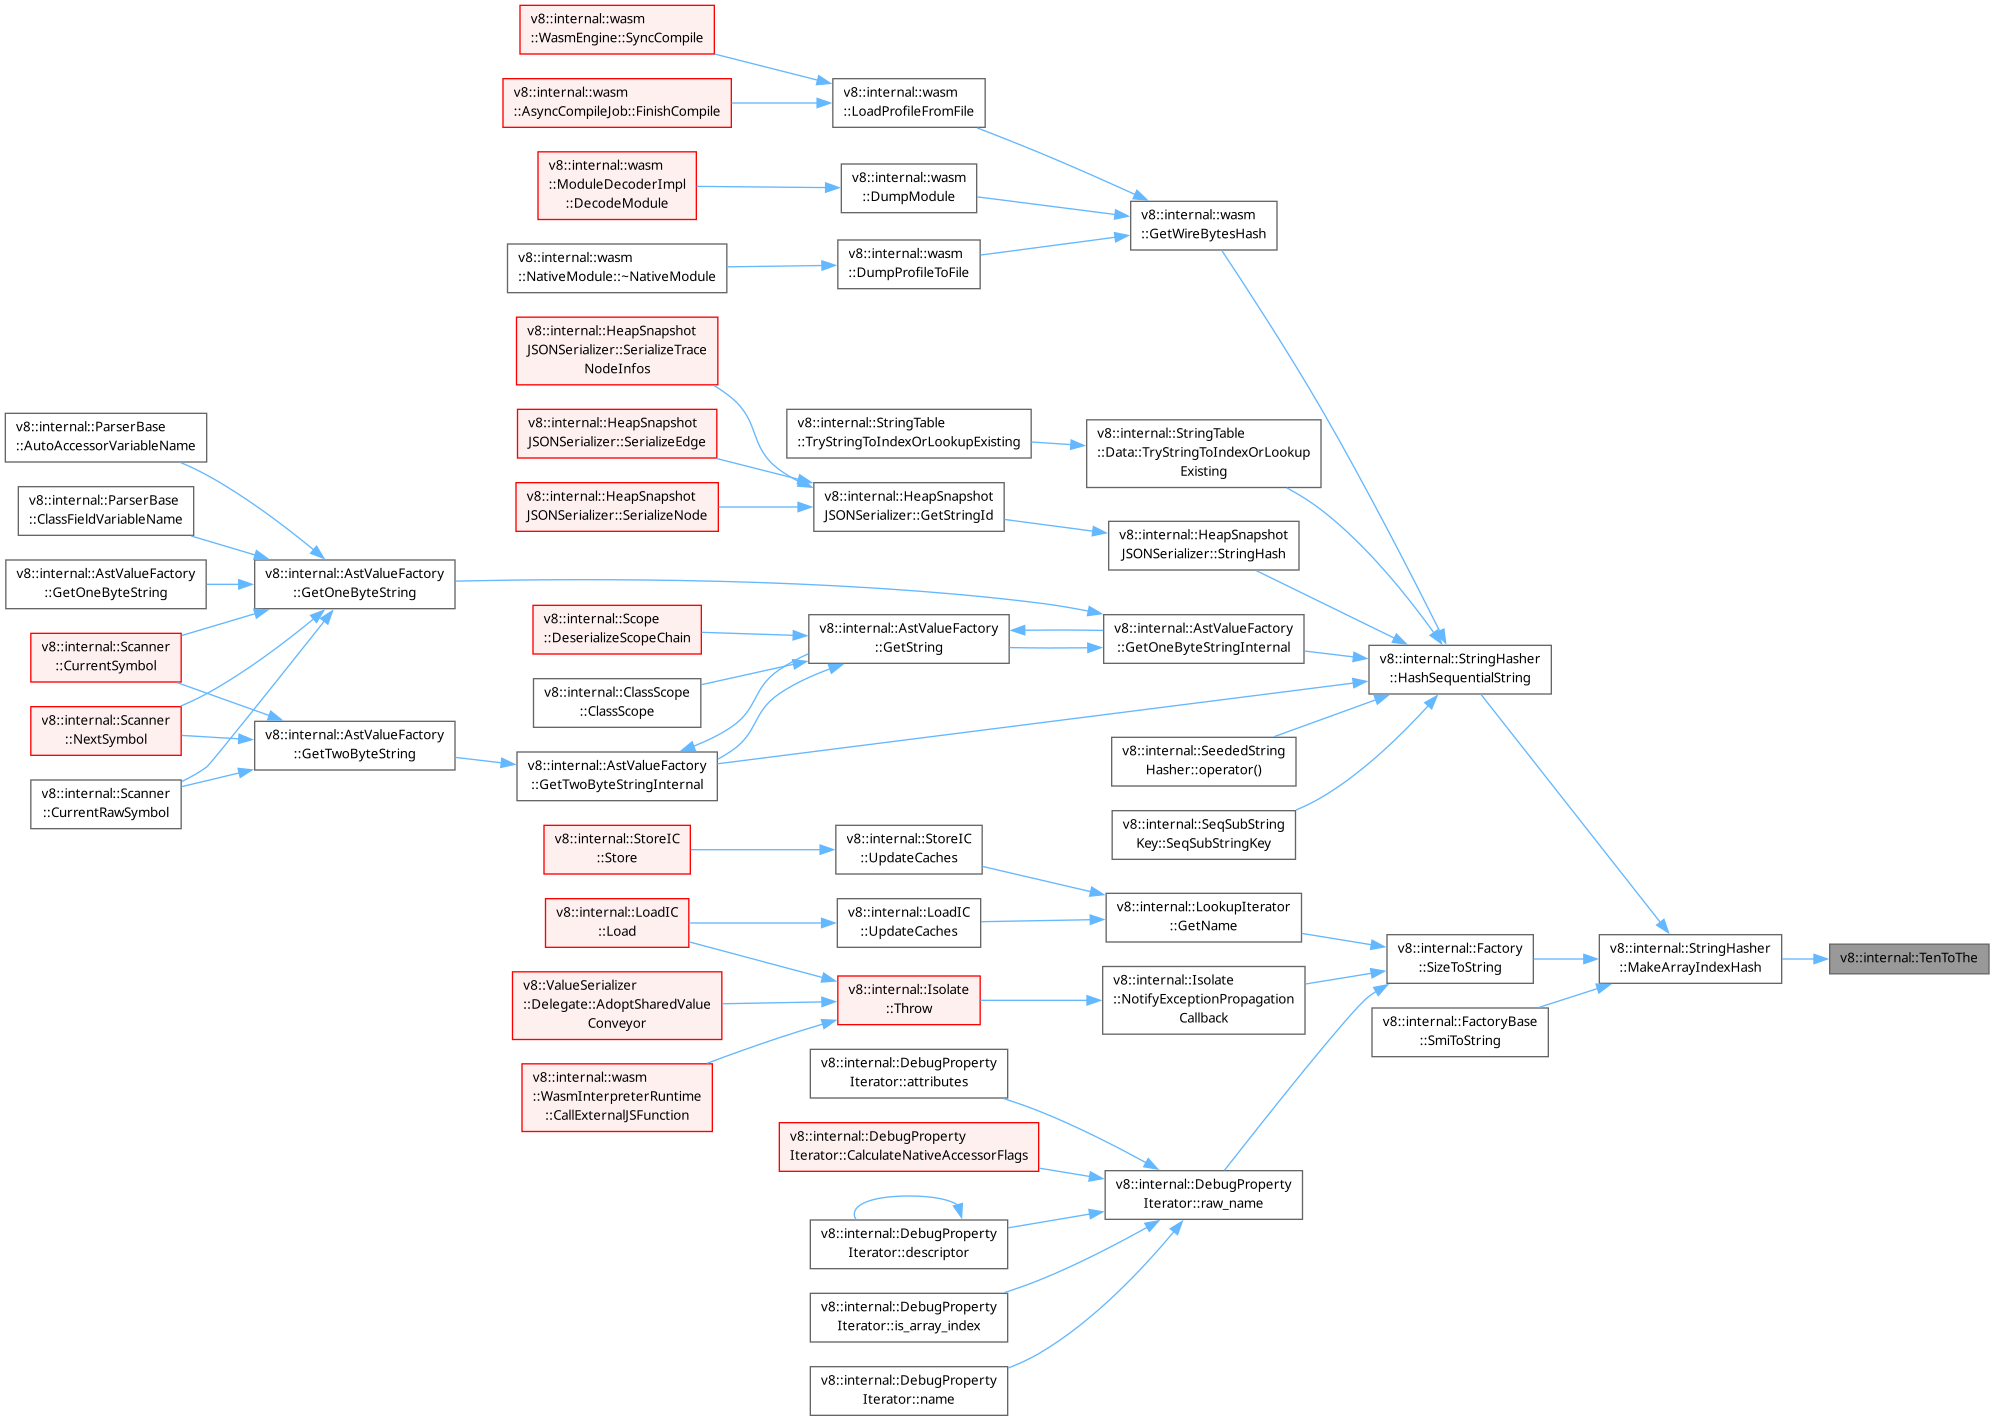 v8::internal::wasm
::WasmEngine::SyncCompile
v8::internal::wasm
::AsyncCompileJob::FinishCompile
v8::internal::wasm
::LoadProfileFromFile
v8::internal::wasm
::ModuleDecoderImpl
::DecodeModule
v8::internal::wasm
::DumpModule
v8::internal::wasm
::GetWireBytesHash
v8::internal::wasm
::NativeModule::~NativeModule
v8::internal::wasm
::DumpProfileToFile
v8::internal::HeapSnapshot
JSONSerializer::SerializeTrace
NodeInfos
v8::internal::HeapSnapshot
JSONSerializer::SerializeEdge
v8::internal::HeapSnapshot
JSONSerializer::SerializeNode
v8::internal::StringTable
::TryStringToIndexOrLookupExisting
v8::internal::StringTable
::Data::TryStringToIndexOrLookup
Existing
v8::internal::HeapSnapshot
JSONSerializer::GetStringId
v8::internal::HeapSnapshot
JSONSerializer::StringHash
v8::internal::ParserBase
::AutoAccessorVariableName
v8::internal::ParserBase
::ClassFieldVariableName
v8::internal::AstValueFactory
::GetOneByteString
v8::internal::AstValueFactory
::GetOneByteString
v8::internal::Scanner
::CurrentSymbol
v8::internal::Scanner
::NextSymbol
v8::internal::Scanner
::CurrentRawSymbol
v8::internal::AstValueFactory
::GetTwoByteString
v8::internal::Scope
::DeserializeScopeChain
v8::internal::ClassScope
::ClassScope
v8::internal::AstValueFactory
::GetTwoByteStringInternal
v8::internal::AstValueFactory
::GetString
v8::internal::AstValueFactory
::GetOneByteStringInternal
v8::internal::StringHasher
::HashSequentialString
v8::internal::SeededString
Hasher::operator()
v8::internal::SeqSubString
Key::SeqSubStringKey
v8::internal::StoreIC
::Store
v8::internal::StoreIC
::UpdateCaches
v8::internal::LoadIC
::Load
v8::internal::LoadIC
::UpdateCaches
v8::internal::LookupIterator
::GetName
v8::internal::Factory
::SizeToString
v8::internal::StringHasher
::MakeArrayIndexHash
v8::internal::TenToThe
v8::ValueSerializer
::Delegate::AdoptSharedValue
Conveyor
v8::internal::Isolate
::Throw
v8::internal::Isolate
::NotifyExceptionPropagation
Callback
v8::internal::FactoryBase
::SmiToString
v8::internal::wasm
::WasmInterpreterRuntime
::CallExternalJSFunction
v8::internal::DebugProperty
Iterator::attributes
v8::internal::DebugProperty
Iterator::CalculateNativeAccessorFlags
v8::internal::DebugProperty
Iterator::raw_name
v8::internal::DebugProperty
Iterator::descriptor
v8::internal::DebugProperty
Iterator::is_array_index
v8::internal::DebugProperty
Iterator::name